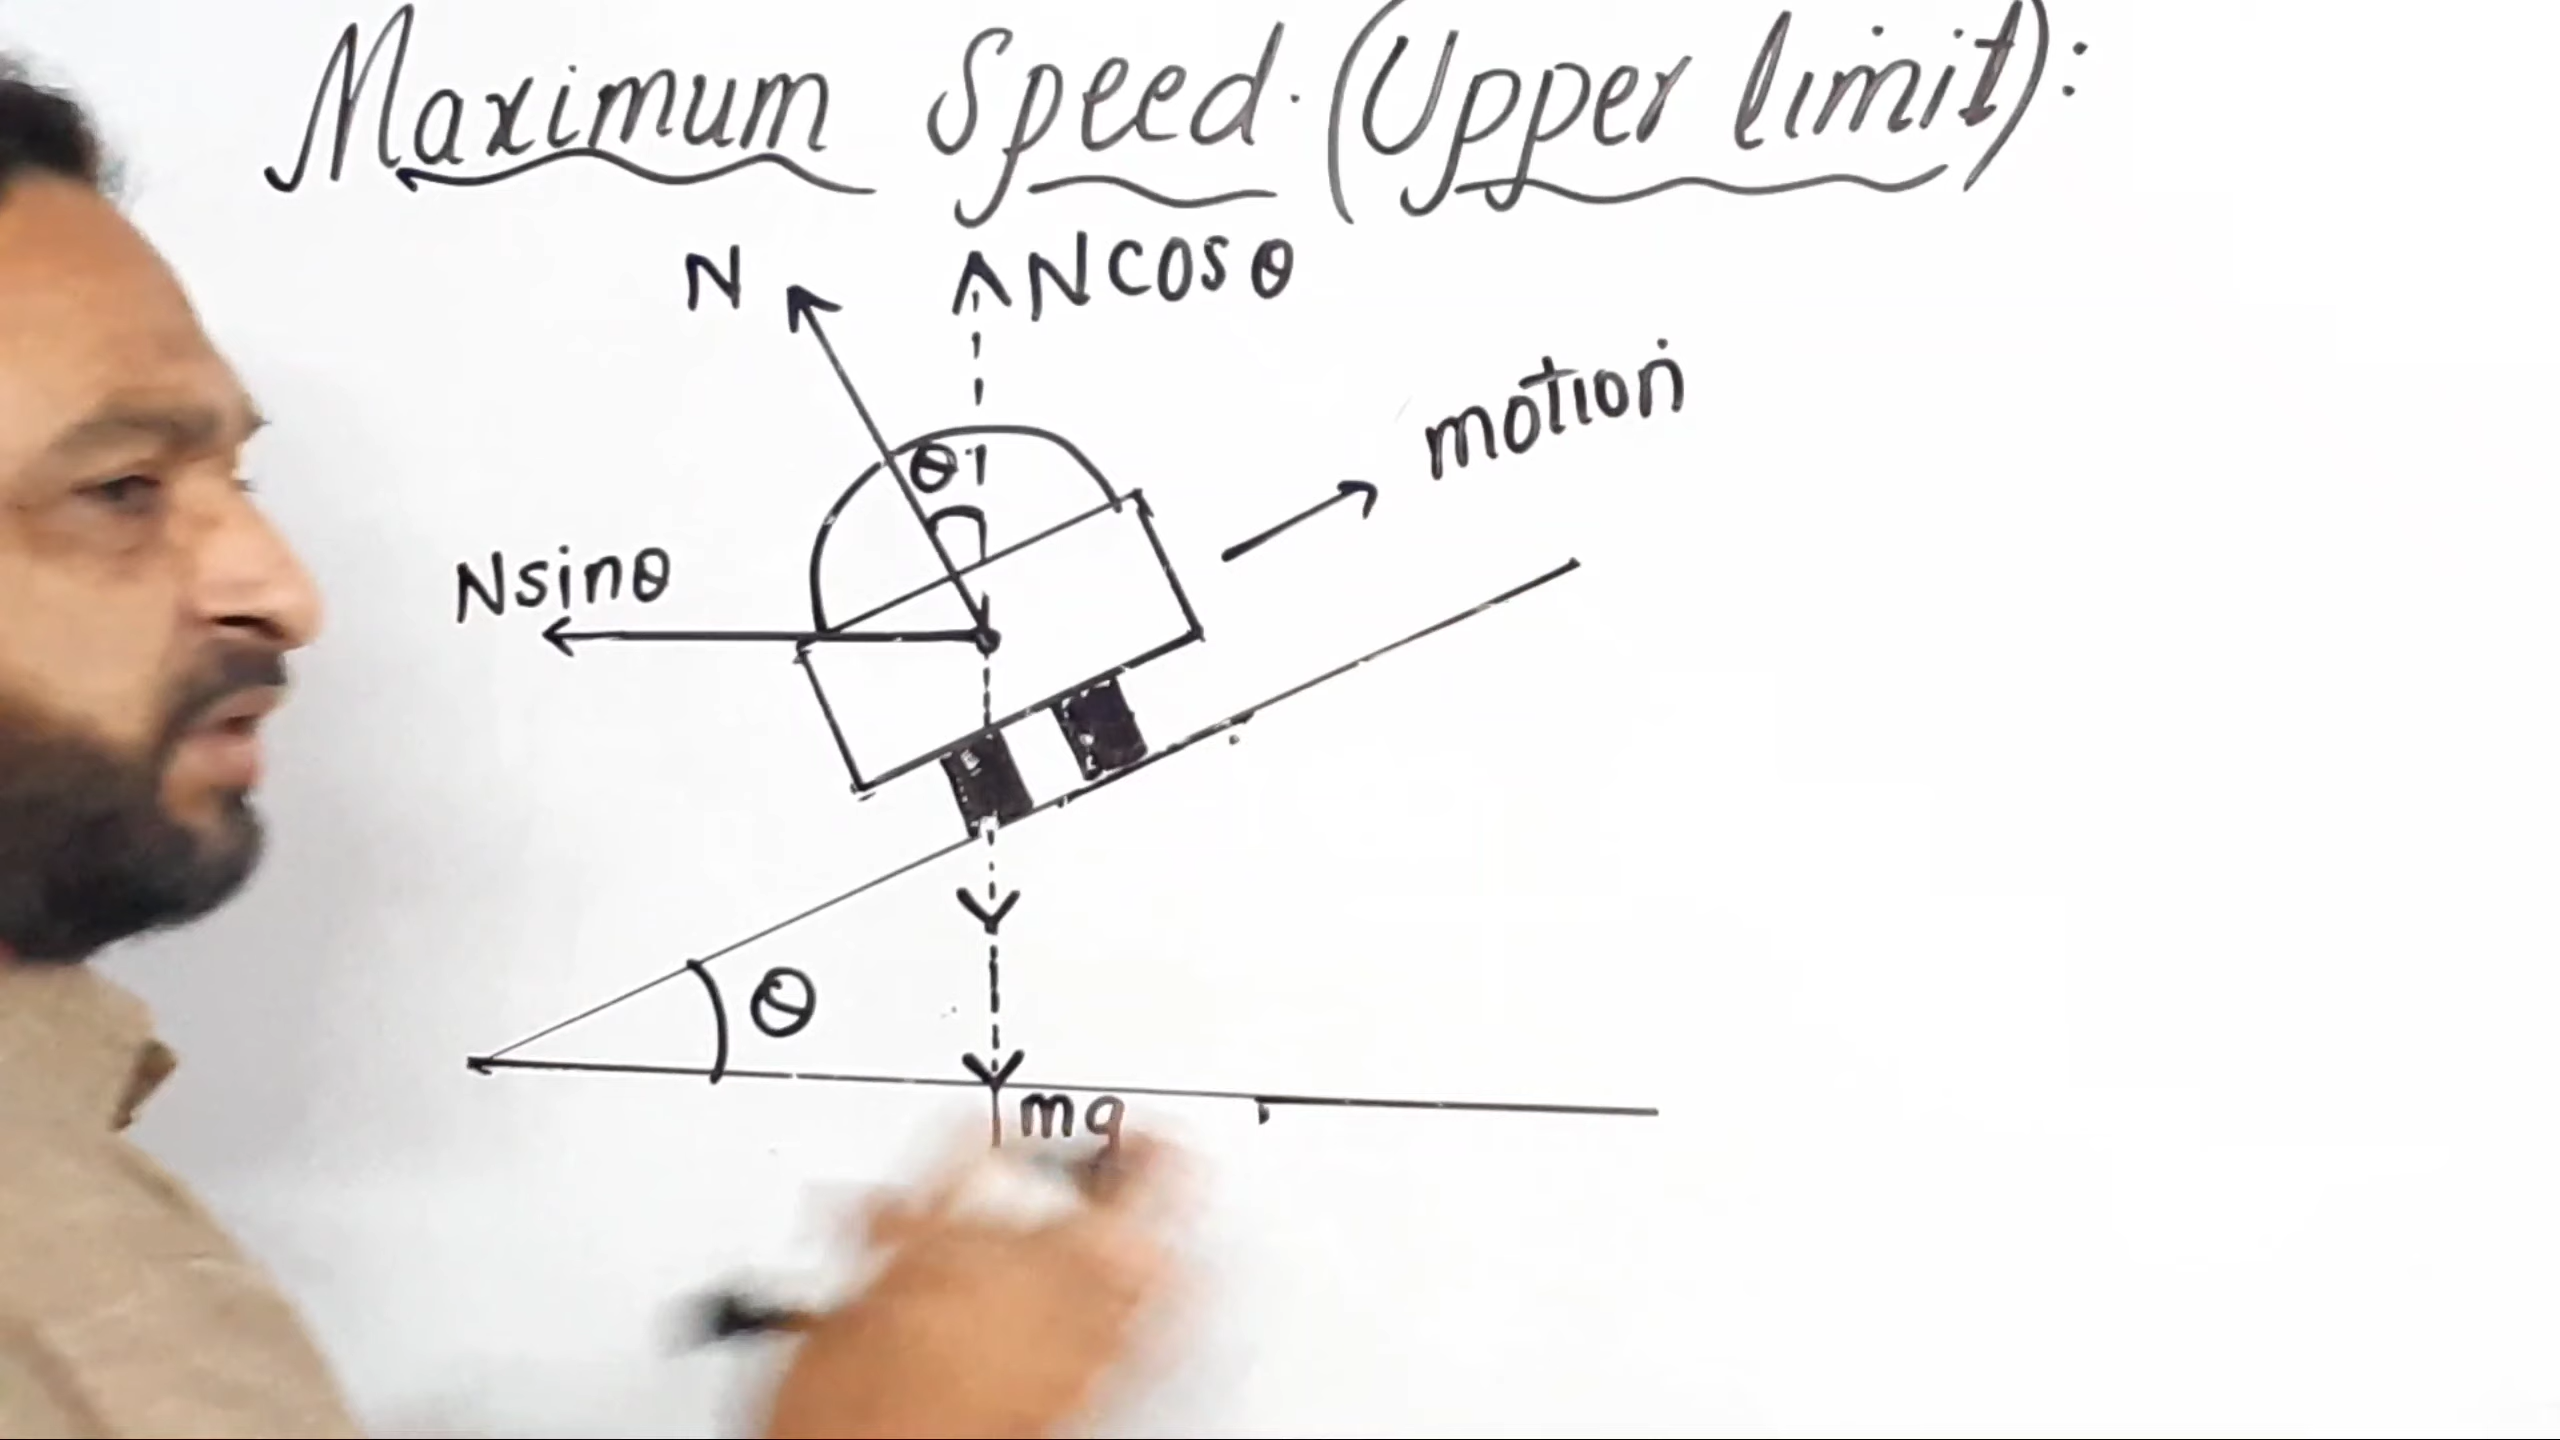 Maximum Speed. (Upper limit):
N
NCOSθ
motion
θ
Nsinθ
θ
mg